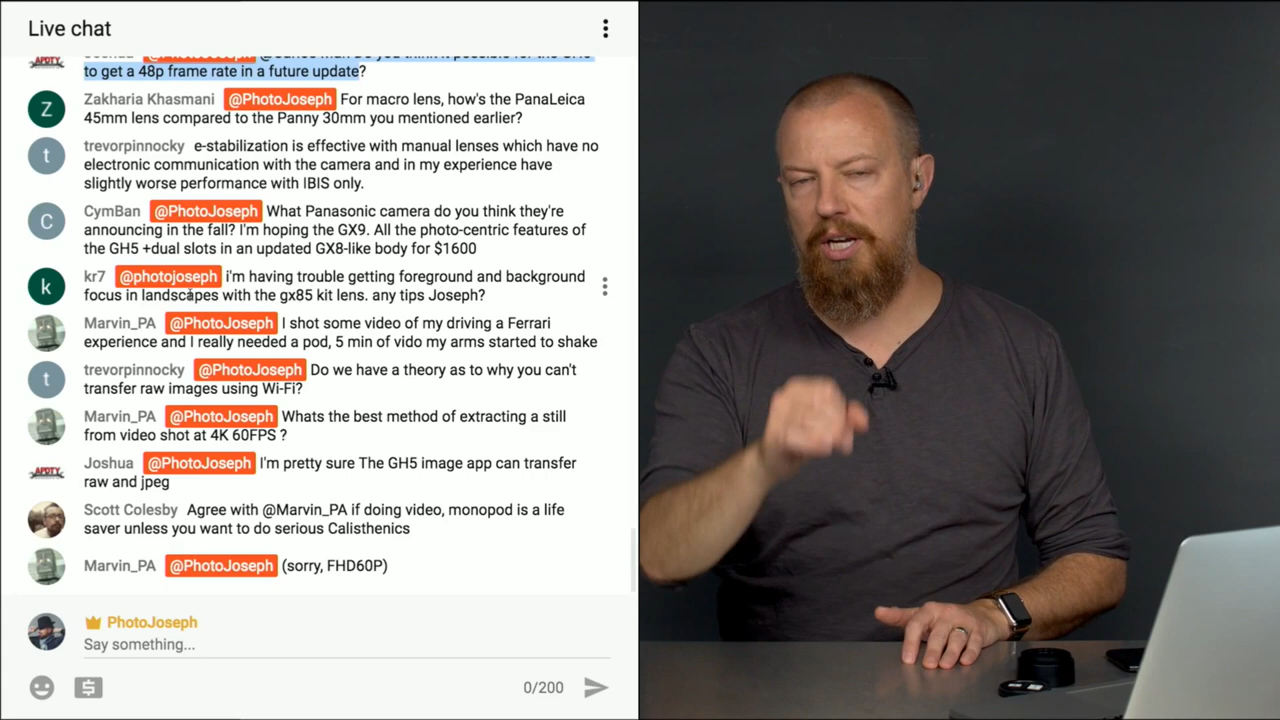 Live chat
APDTY
to get a 48p frame rate in a future update?
Z
Zakharia Khasmani @PhotoJoseph For macro lens, how's the PanaLeica
45mm lens compared to the Panny 30mm you mentioned earlier?
t
trevorpinnocky e-stabilization is effective with manual lenses which have no
electronic communication with the camera and in my experience have
slightly worse performance with IBIS only.
C
CymBan @PhotoJoseph What Panasonic camera do you think they're
announcing in the fall? I'm hoping the GX9. All the photo-centric features of
the GH5 +dual slots in an updated GX8-like body for $1600
k
kr7 @photojoseph i'm having trouble getting foreground and background
focus in landscapes with the gx85 kit lens. any tips Joseph?
Marvin_PA @PhotoJoseph I shot some video of my driving a Ferrari
experience and I really needed a pod, 5 min of vido my arms started to shake
t
trevorpinnocky @PhotoJoseph Do we have a theory as to why you can't
transfer raw images using Wi-Fi?
Marvin_PA @PhotoJoseph Whats the best method of extracting a still
from video shot at 4K 60FPS ?
APDTY
Joshua @PhotoJoseph I'm pretty sure The GH5 image app can transfer
raw and jpeg
Scott Colesby Agree with @Marvin_PA if doing video, monopod is a life
saver unless you want to do serious Calisthenics
Marvin_PA @PhotoJoseph (sorry, FHD60P)
PhotoJoseph
Say something...
$
0/200